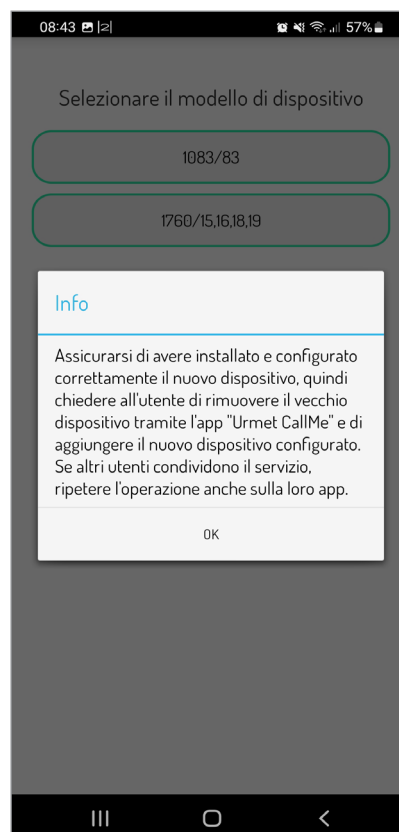 08:43 |2| 57%
Selezionare il modello di dispositivo
1083/83
1760/15,16,18,19
Info
Assicurarsi di avere installato e configurato
correttamente il nuovo dispositivo, quindi
chiedere all'utente di rimuovere il vecchio
dispositivo tramite l'app "Urmet CallMe" e di
aggiungere il nuovo dispositivo configurato.
Se altri utenti condividono il servizio,
ripetere l'operazione anche sulla loro app.
OK